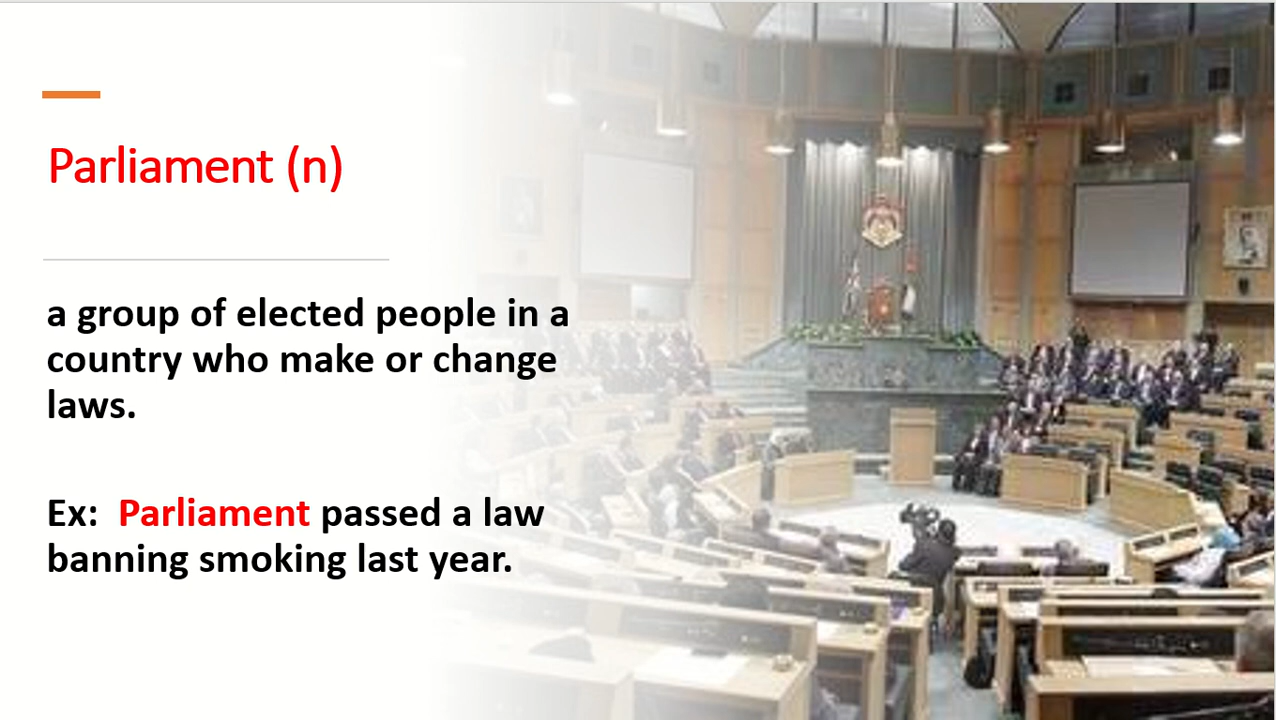 Parliament (n)
a group of elected people in a
country who make or change
laws.
Ex:  Parliament passed a law
banning smoking last year.